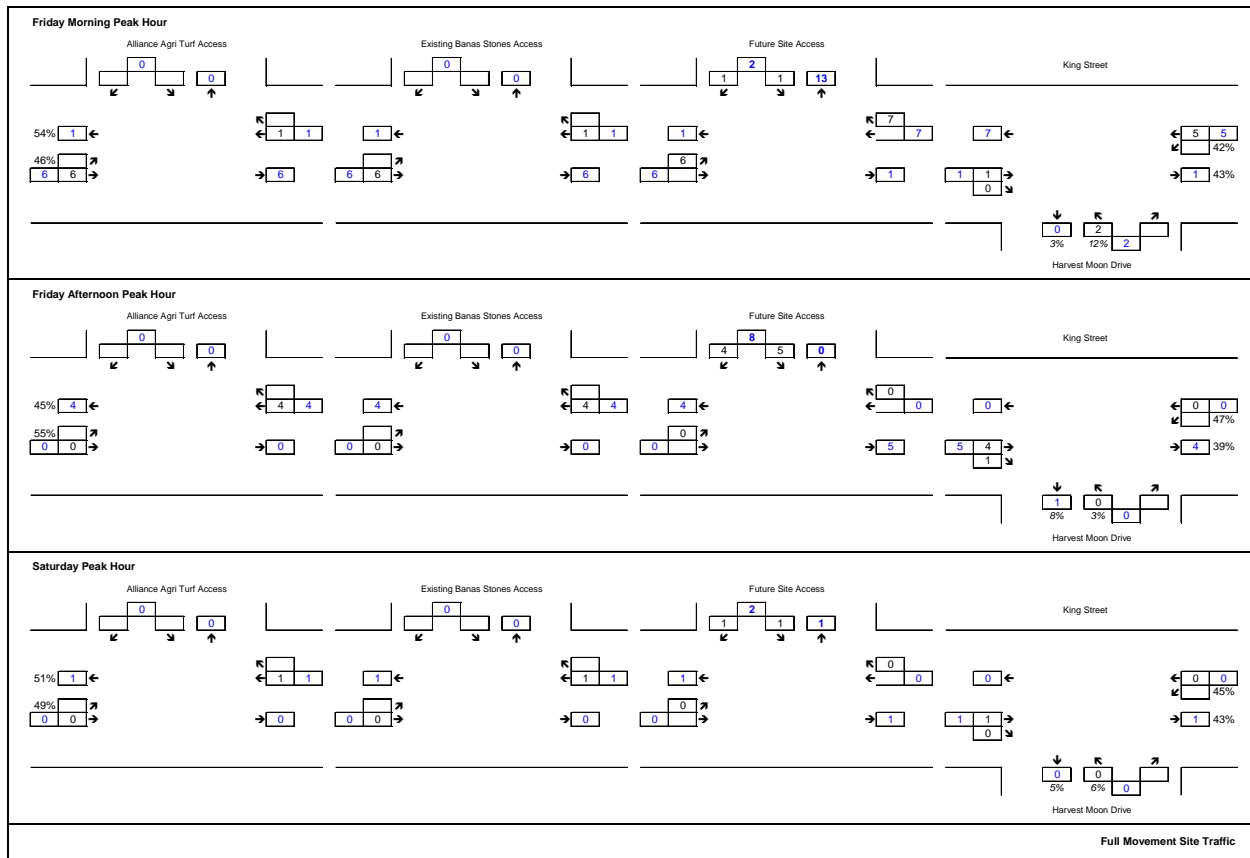 Friday Morning Peak Hour
Alliance Agri Turf Access Existing Banas Stones Access Future Site Access King Street
0 0 2
0 0 1 1 13
↙ ↘ ↑ ↙ ↘ ↑ ↙ ↘ ↑
↖ ↖ ↖ 7
54% 1 ← ← 1 1 1 ← ← 1 1 1 ← ← 7 7 ← ← 5 5
46% ↗ ↗ 6 ↗ ↙ 42%
6 6 → → 6 6 6 → → 6 6 → 1 1 1 → → 1 43%
0 ↘
↓ ↖ ↗
0 2
3% 12% 2
Harvest Moon Drive
Friday Afternoon Peak Hour
Alliance Agri Turf Access Existing Banas Stones Access Future Site Access King Street
0 0 8
0 0 4 5 0
↙ ↘ ↑ ↙ ↘ ↑ ↙ ↘ ↑
↖ ↖ ↖ 0
45% 4 ← ← 4 4 4 ← ← 4 4 4 ← ← 0 0 ← ← 0 0
55% ↗ ↗ 0 ↗ ↙ 47%
0 0 → → 0 0 0 → → 0 0 → 5 5 4 → → 4 39%
1 ↘
↓ ↖ ↗
1 0
8% 3% 0
Harvest Moon Drive
Saturday Peak Hour
Alliance Agri Turf Access Existing Banas Stones Access Future Site Access King Street
0 0 2
0 0 1 1 1
↙ ↘ ↑ ↙ ↘ ↑ ↙ ↘ ↑
↖ ↖ ↖ 0
51% 1 ← ← 1 1 1 ← ← 1 1 1 ← ← 0 0 ← ← 0 0
49% ↗ ↗ 0 ↗ ↙ 45%
0 0 → → 0 0 0 → → 0 0 → 1 1 1 → → 1 43%
0 ↘
↓ ↖ ↗
0 0
5% 6% 0
Harvest Moon Drive
Full Movement Site Traffic